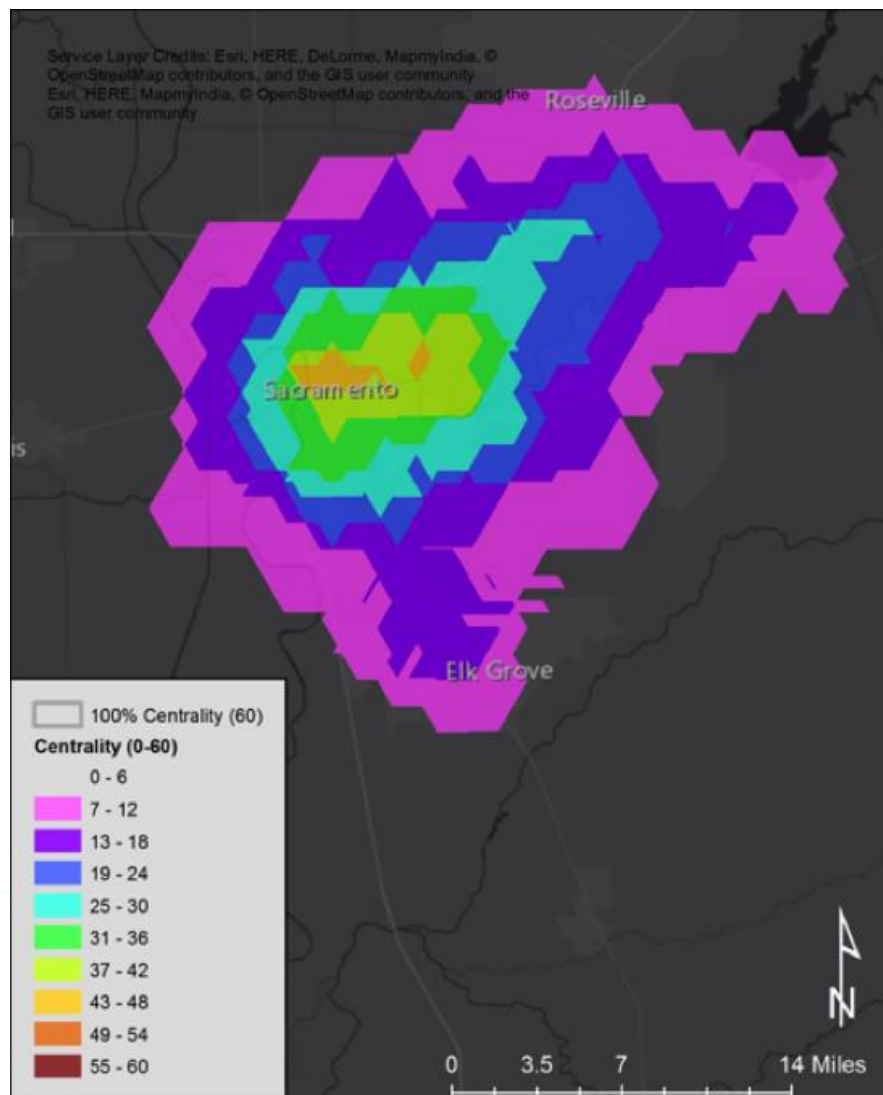 Service Layer Credits: Esri, HERE, DeLorme, MapmyIndia, ©
OpenStreetMap contributors, and the GIS user community
Esri, HERE, MapmyIndia, © OpenStreetMap contributors, and the
GIS user community
Roseville
Sacramento
is
Elk Grove
100% Centrality (60)
Centrality (0-60)
0 - 6
7 - 12
13 - 18
19 - 24
25 - 30
31 - 36
37 - 42
43 - 48
49 - 54
55 - 60
N
0 3.5 7 14 Miles